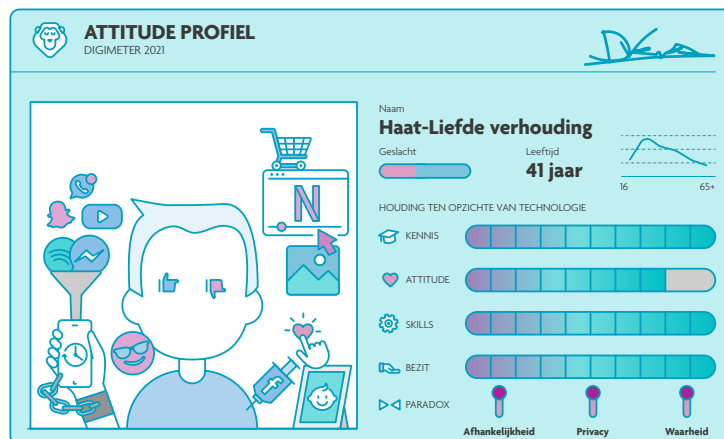 ATTITUDE PROFIEL
DIGIMETER 2021
Naam
Haat-Liefde verhouding
Geslacht
Leeftijd
41 jaar
16
65+
HOUDING TEN OPZICHTE VAN TECHNOLOGIE
KENNIS
ATTITUDE
SKILLS
BEZIT
PARADOX
Afhankelijkheid
Privacy
Waarheid
N
f